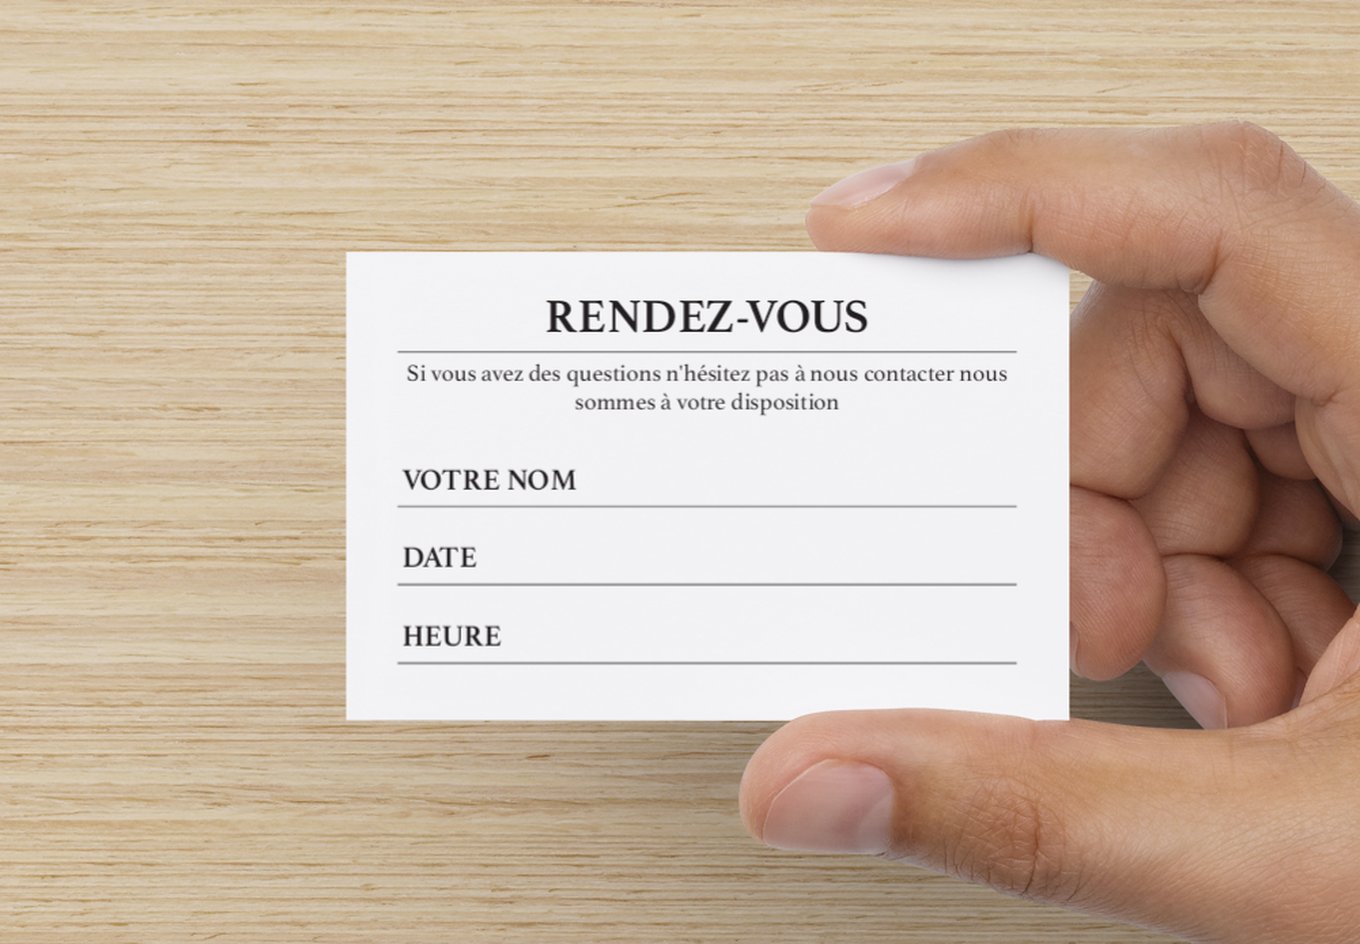 RENDEZ-VOUS
Si vous avez des questions n'hésitez pas à nous contacter nous
sommes à votre disposition
VOTRE NOM
DATE
HEURE